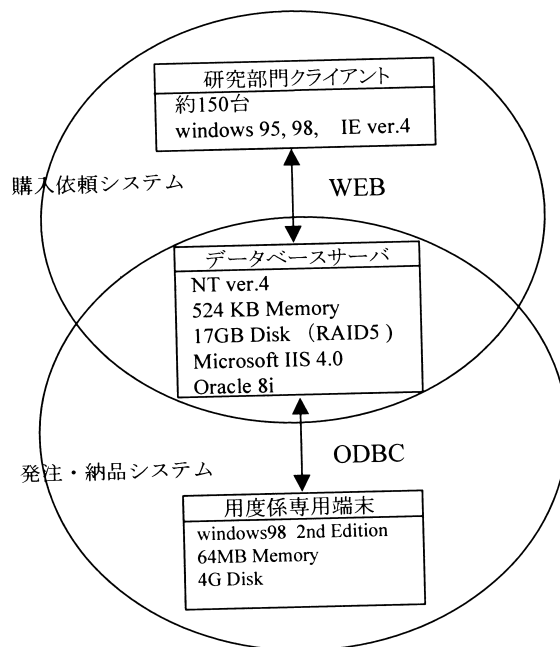 研究部門クライアント
約150台
windows 95, 98, IE ver.4
購入依頼システム
WEB
データベースサーバ
NT ver.4
524 KB Memory
17GB Disk （RAID5 ）
Microsoft IIS 4.0
Oracle 8i
ODBC
発注・納品システム
用度係専用端末
windows98 2nd Edition
64MB Memory
4G Disk